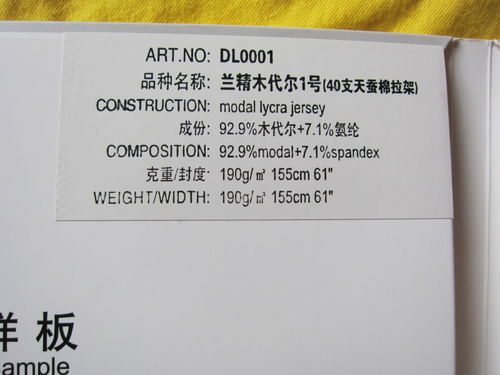 ART.NO: DL0001
品种名称: 兰精木代尔1号(40支天蚕棉拉架)
CONSTRUCTION: modal lycra jersey
成份: 92.9%木代尔+7.1%氨纶
COMPOSITION: 92.9%modal+7.1%spandex
克重/封度: 190g/㎡ 155cm 61"
WEIGHT/WIDTH: 190g/㎡ 155cm 61"
样板
ample